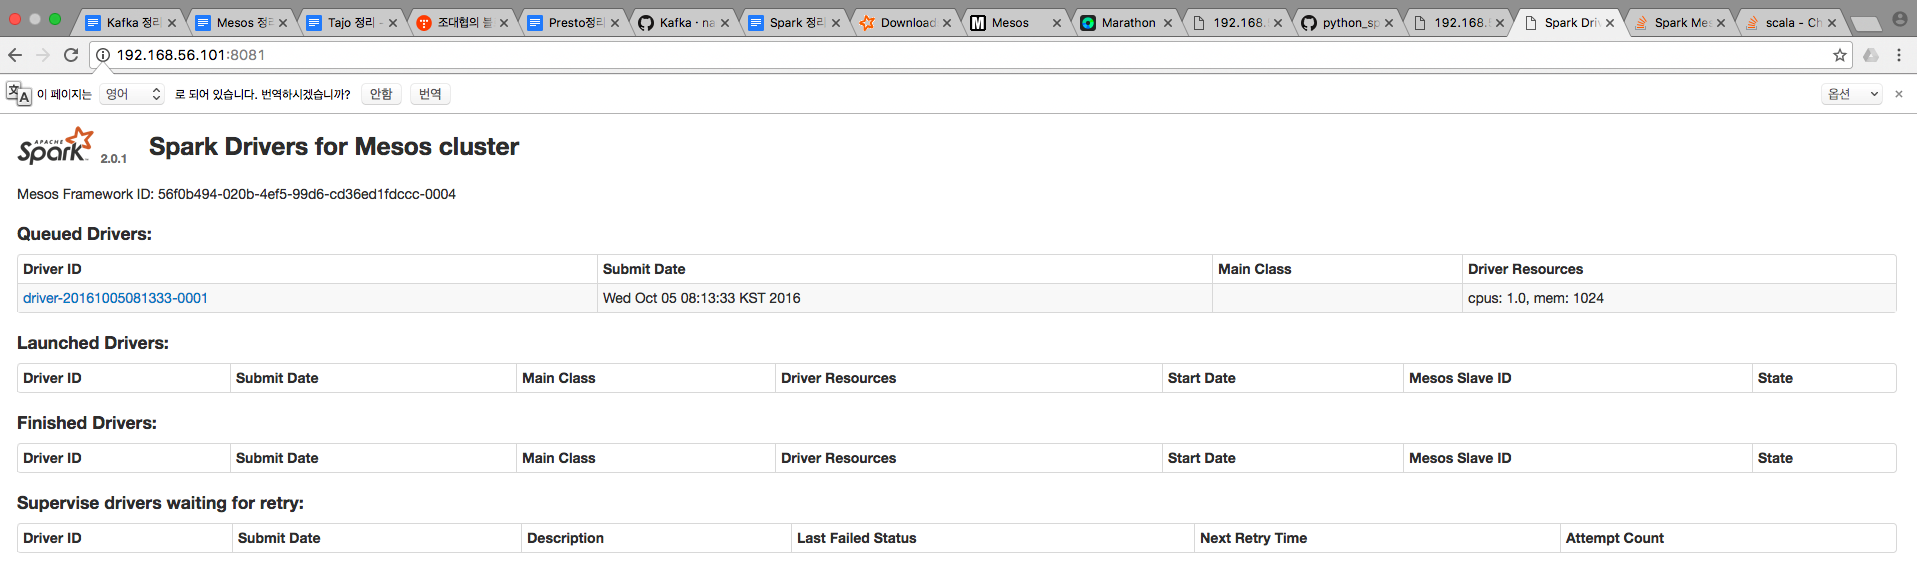 Kafka 정리 Mesos 정리 Tajo 정리 - 조대협의 블 Presto정리 Kafka · na Spark 정리 Download Mesos Marathon 192.168. python_sp 192.168. Spark Driv Spark Mes scala - Ch
192.168.56.101:8081
이 페이지는 영어 로 되어 있습니다. 번역하시겠습니까? 안함 번역 옵션
APACHE Spark 2.0.1 Spark Drivers for Mesos cluster
Mesos Framework ID: 56f0b494-020b-4ef5-99d6-cd36ed1fdccc-0004
Queued Drivers:
Driver ID Submit Date Main Class Driver Resources
driver-20161005081333-0001 Wed Oct 05 08:13:33 KST 2016 cpus: 1.0, mem: 1024
Launched Drivers:
Driver ID Submit Date Main Class Driver Resources Start Date Mesos Slave ID State
Finished Drivers:
Driver ID Submit Date Main Class Driver Resources Start Date Mesos Slave ID State
Supervise drivers waiting for retry:
Driver ID Submit Date Description Last Failed Status Next Retry Time Attempt Count